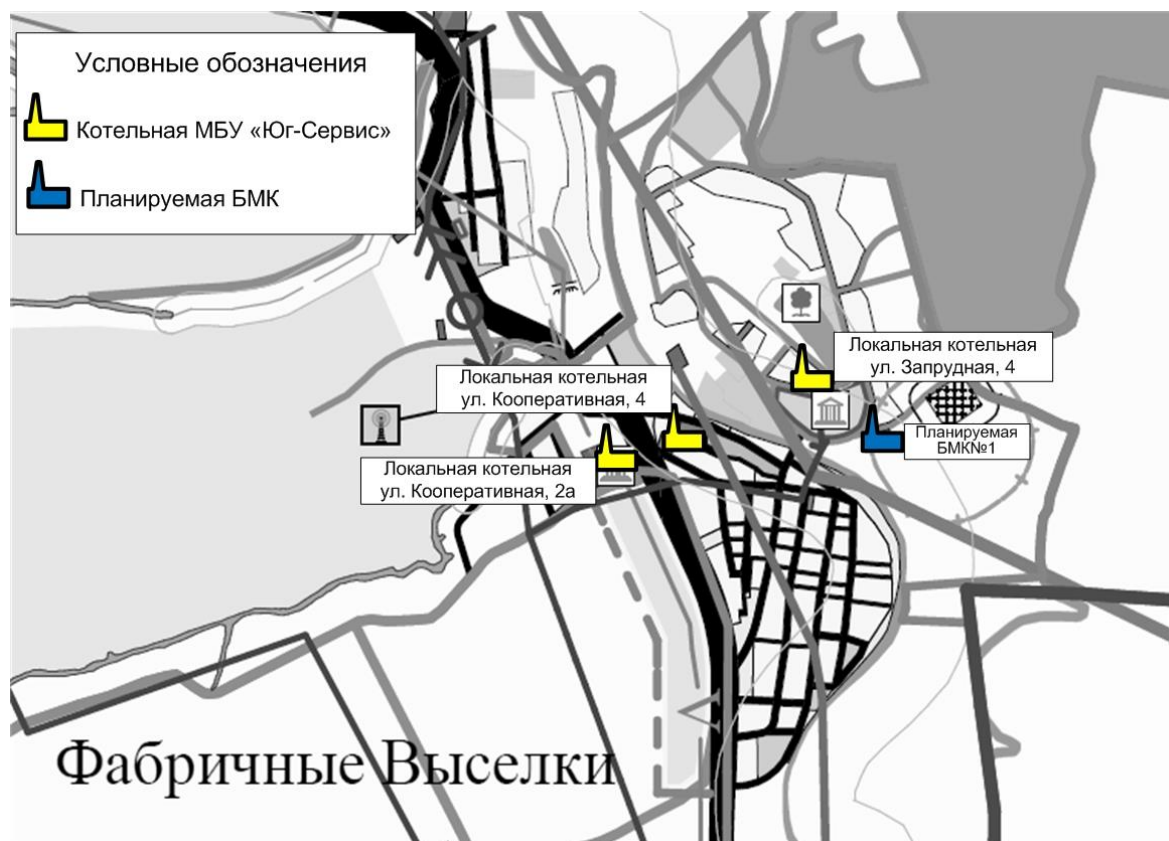 Условные обозначения
Котельная МБУ «Юг-Сервис»
Планируемая БМК
Локальная котельная
ул. Запрудная, 4
Локальная котельная
ул. Кооперативная, 4
Планируемая
БМК№1
Локальная котельная
ул. Кооперативная, 2а
Фабричные Выселки